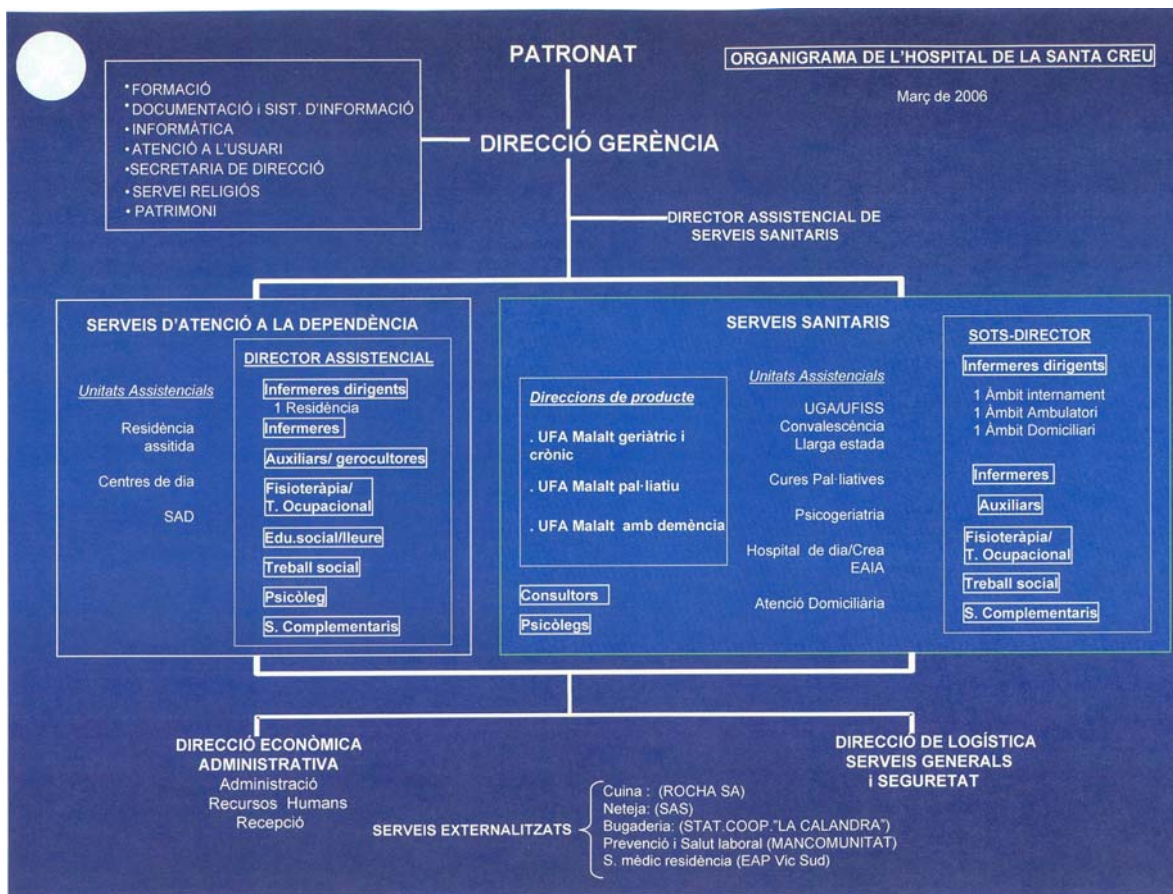 PATRONAT
ORGANIGRAMA DE L'HOSPITAL DE LA SANTA CREU
Març de 2006
• FORMACIÓ
• DOCUMENTACIÓ i SIST. D'INFORMACIÓ
• INFORMÀTICA
• ATENCIÓ A L'USUARI
• SECRETARIA DE DIRECCIÓ
• SERVEI RELIGIÓS
• PATRIMONI
DIRECCIÓ GERÈNCIA
DIRECTOR ASSISTENCIAL DE
SERVEIS SANITARIS
SERVEIS D'ATENCIÓ A LA DEPENDÈNCIA
Unitats Assistencials
Residència
assitida
Centres de dia
SAD
DIRECTOR ASSISTENCIAL
Infermeres dirigents
1 Residència
Infermeres
Auxiliars/ gerocultores
Fisioteràpia/
T. Ocupacional
Edu.social/lleure
Treball social
Psicòleg
S. Complementaris
SERVEIS SANITARIS
Direccions de producte
. UFA Malalt geriàtric i
crònic
. UFA Malalt pal·liatiu
. UFA Malalt amb demència
Consultors
Psicòlegs
Unitats Assistencials
UGA/UFISS
Convalescéncia
Llarga estada
Cures Pal·liatives
Psicogeriatria
Hospital de dia/Crea
EAIA
Atenció Domiciliària
SOTS-DIRECTOR
Infermeres dirigents
1 Àmbit internament
1 Àmbit Ambulatori
1 Àmbit Domiciliari
Infermeres
Auxiliars
Fisioteràpia/
T. Ocupacional
Treball social
S. Complementaris
DIRECCIÓ ECONÒMICA
ADMINISTRATIVA
Administració
Recursos Humans
Recepció
DIRECCIÓ DE LOGÍSTICA
SERVEIS GENERALS
i SEGURETAT
SERVEIS EXTERNALITZATS
Cuina : (ROCHA SA)
Neteja: (SAS)
Bugaderia: (STAT.COOP."LA CALANDRA")
Prevenció i Salut laboral (MANCOMUNITAT)
S. mèdic residència (EAP Vic Sud)